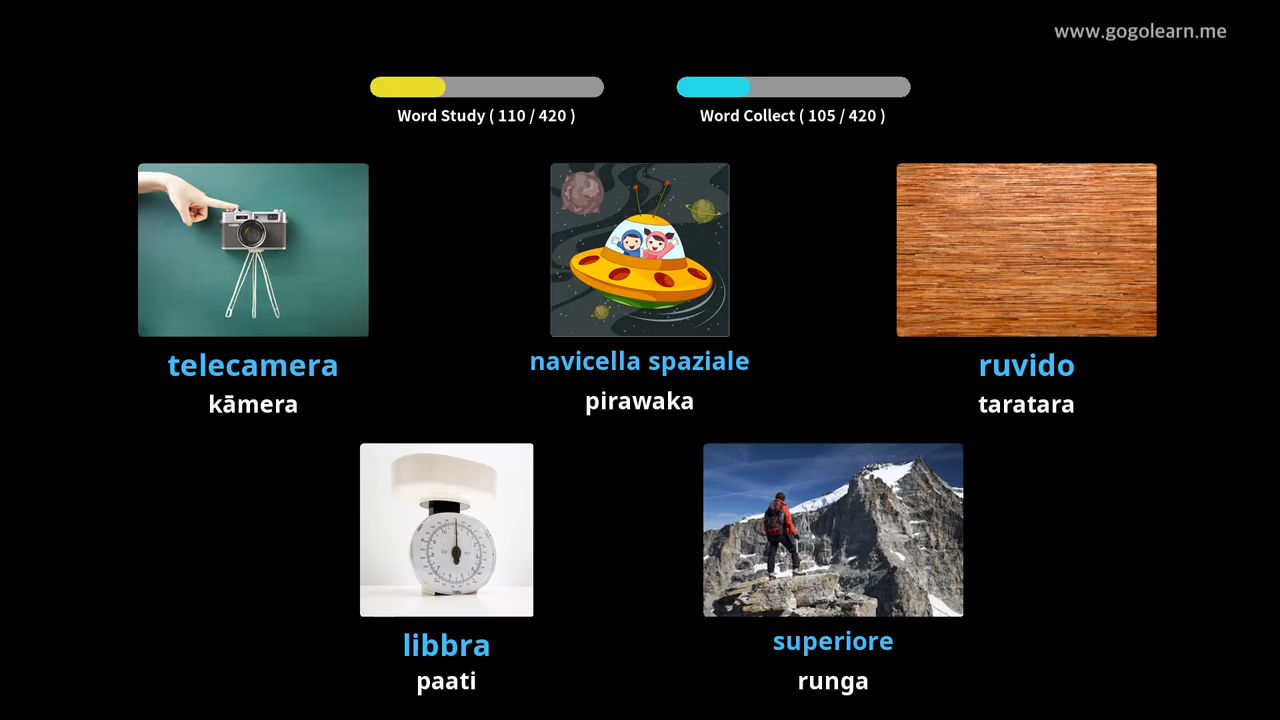 www.gogolearn.me
Word Study ( 110 / 420 )
Word Collect ( 105 / 420 )
telecamera
kāmera
navicella spaziale
pirawaka
ruvido
taratara
libbra
paati
superiore
runga